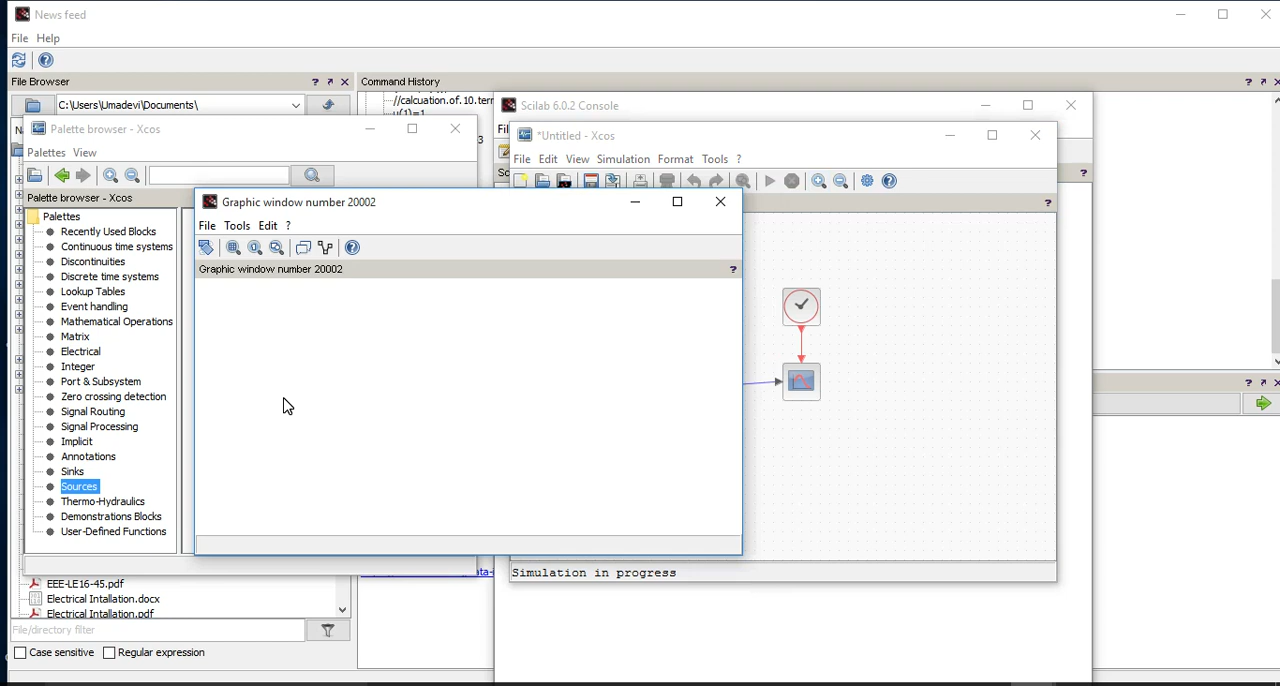 News feed
File Help
File Browser
Command History
C:\Users\Umadevi\Documents\
//calcuation.of.10.terr
u(1)=1
3
Scilab 6.0.2 Console
Palette browser - Xcos
Palettes View
Palette browser - Xcos
Palettes
Recently Used Blocks
Continuous time systems
Discontinuities
Discrete time systems
Lookup Tables
Event handling
Mathematical Operations
Matrix
Electrical
Integer
Port & Subsystem
Zero crossing detection
Signal Routing
Signal Processing
Implicit
Annotations
Sinks
Sources
Thermo-Hydraulics
Demonstrations Blocks
User-Defined Functions
*Untitled - Xcos
File Edit View Simulation Format Tools ?
Graphic window number 20002
File Tools Edit ?
Graphic window number 20002
Simulation in progress
EEE-LE16-45.pdf
Electrical Intallation.docx
Electrical Intallation.pdf
File/directory filter
Case sensitive
Regular expression